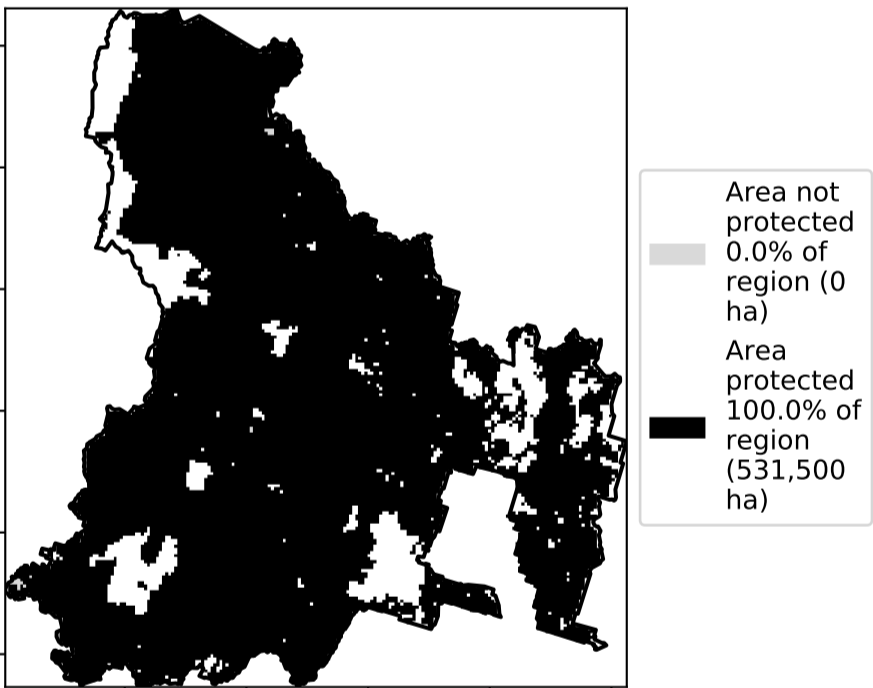 Area not
protected
0.0% of
region (0
ha)
Area
protected
100.0% of
region
(531,500
ha)